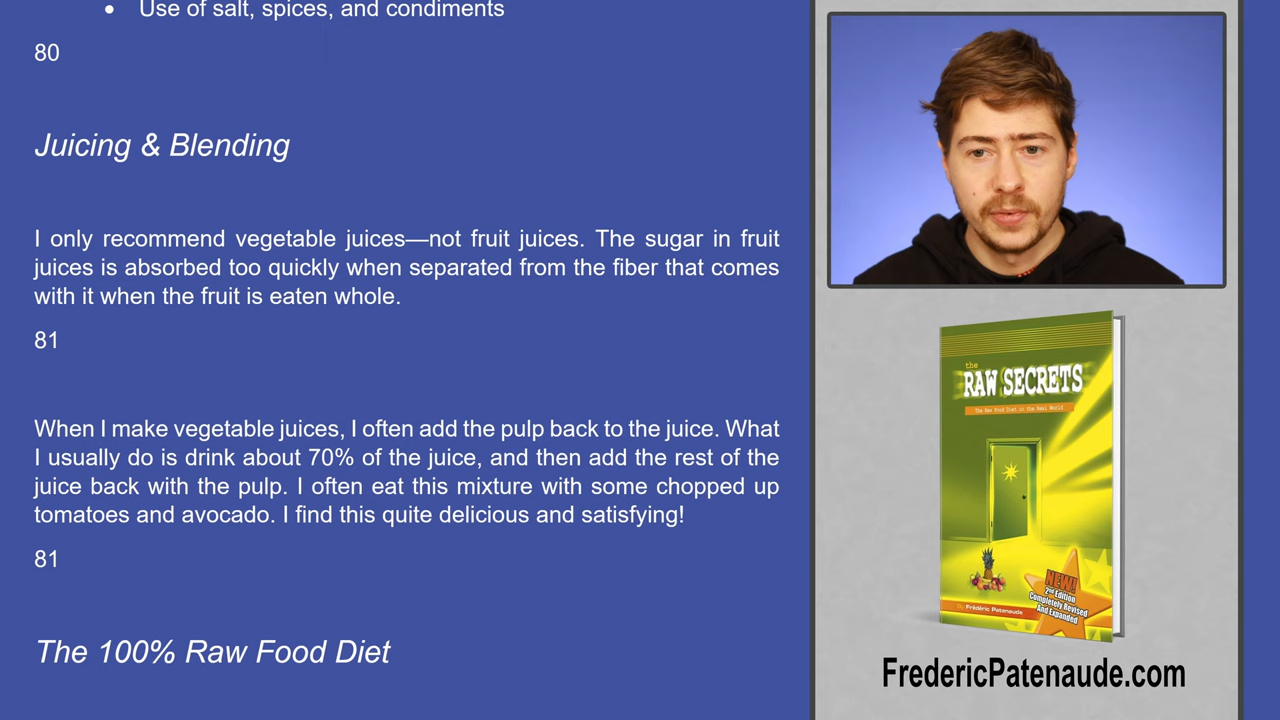 • Use of salt, spices, and condiments
80
Juicing & Blending
I only recommend vegetable juices—not fruit juices. The sugar in fruit
juices is absorbed too quickly when separated from the fiber that comes
with it when the fruit is eaten whole.
81
When I make vegetable juices, I often add the pulp back to the juice. What
I usually do is drink about 70% of the juice, and then add the rest of the
juice back with the pulp. I often eat this mixture with some chopped up
tomatoes and avocado. I find this quite delicious and satisfying!
81
The 100% Raw Food Diet
the
RAW SECRETS
The Raw Food Diet in the Real World
NEW!
2nd Edition
Completely Revised
And Expanded
By Frédéric Patenaude
FredericPatenaude.com